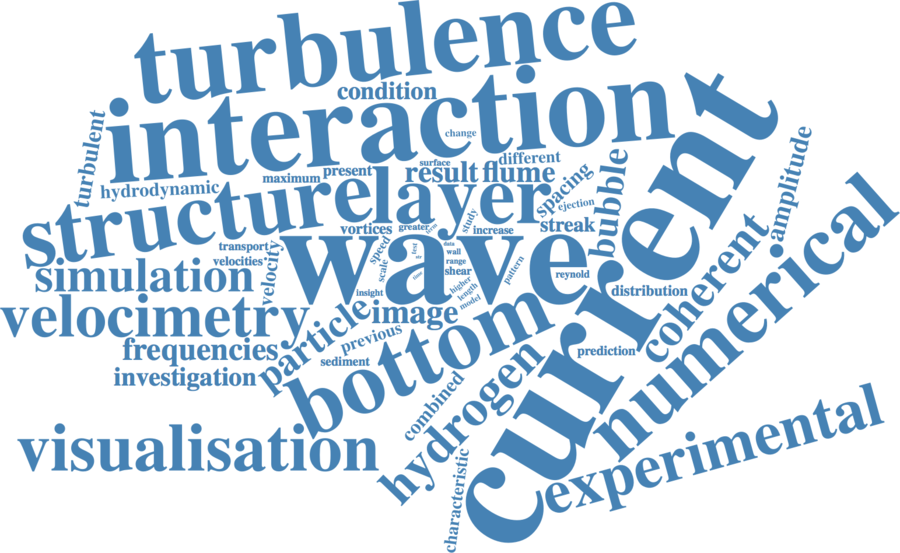 turbulence
condition
interaction
change
turbulent
hydrodynamic
maximum
present
surface
result
flume
different
structure
layer
spacing
ejection
bubble
amplitude
current
vortices
greater
study
increase
streak
transport
velocities
velocity
wave
speed
scale
data
wall
range
shear
higher
length
model
pattern
reynold
simulation
insight
time
test
distribution
coherent
numerical
velocimetry
particle
image
previous
bottom
frequencies
sediment
prediction
investigation
combined
hydrogen
visualisation
characteristic
experimental